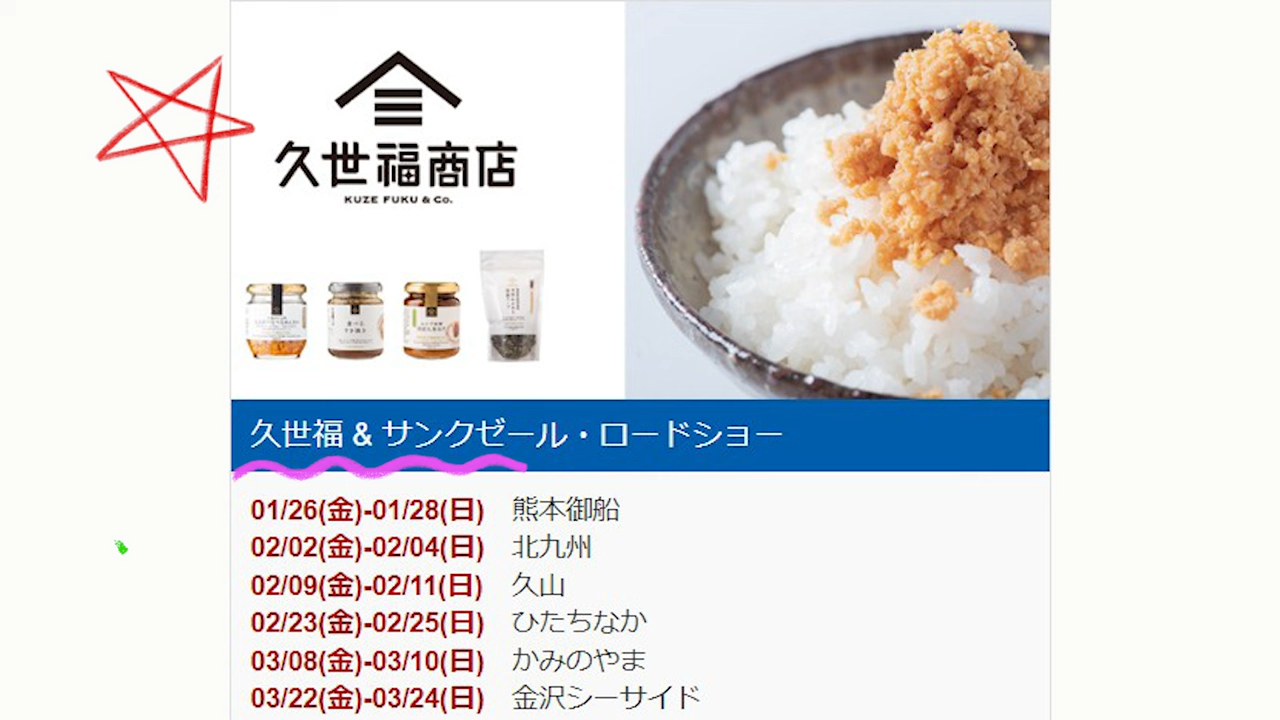 久世福商店
KUZE FUKU & Co.
久世福 & サンクゼール・ロードショー
01/26(金)-01/28(日) 熊本御船
02/02(金)-02/04(日) 北九州
02/09(金)-02/11(日) 久山
02/23(金)-02/25(日) ひたちなか
03/08(金)-03/10(日) かみのやま
03/22(金)-03/24(日) 金沢シーサイド